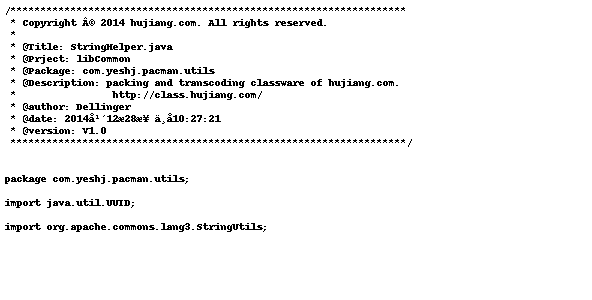 /******************************************************************
 * Copyright Â© 2014 hujiang.com. All rights reserved.
 *
 * @Title: StringHelper.java
 * @Prject: libCommon
 * @Package: com.yeshj.pacman.utils
 * @Description: packing and transcoding classware of hujiang.com.
 *                http://class.hujiang.com/
 * @author: Dellinger
 * @date: 2014å¹´12æ28æ¥ ä¸å10:27:21
 * @version: V1.0
 ******************************************************************/
package com.yeshj.pacman.utils;
import java.util.UUID;
import org.apache.commons.lang3.StringUtils;